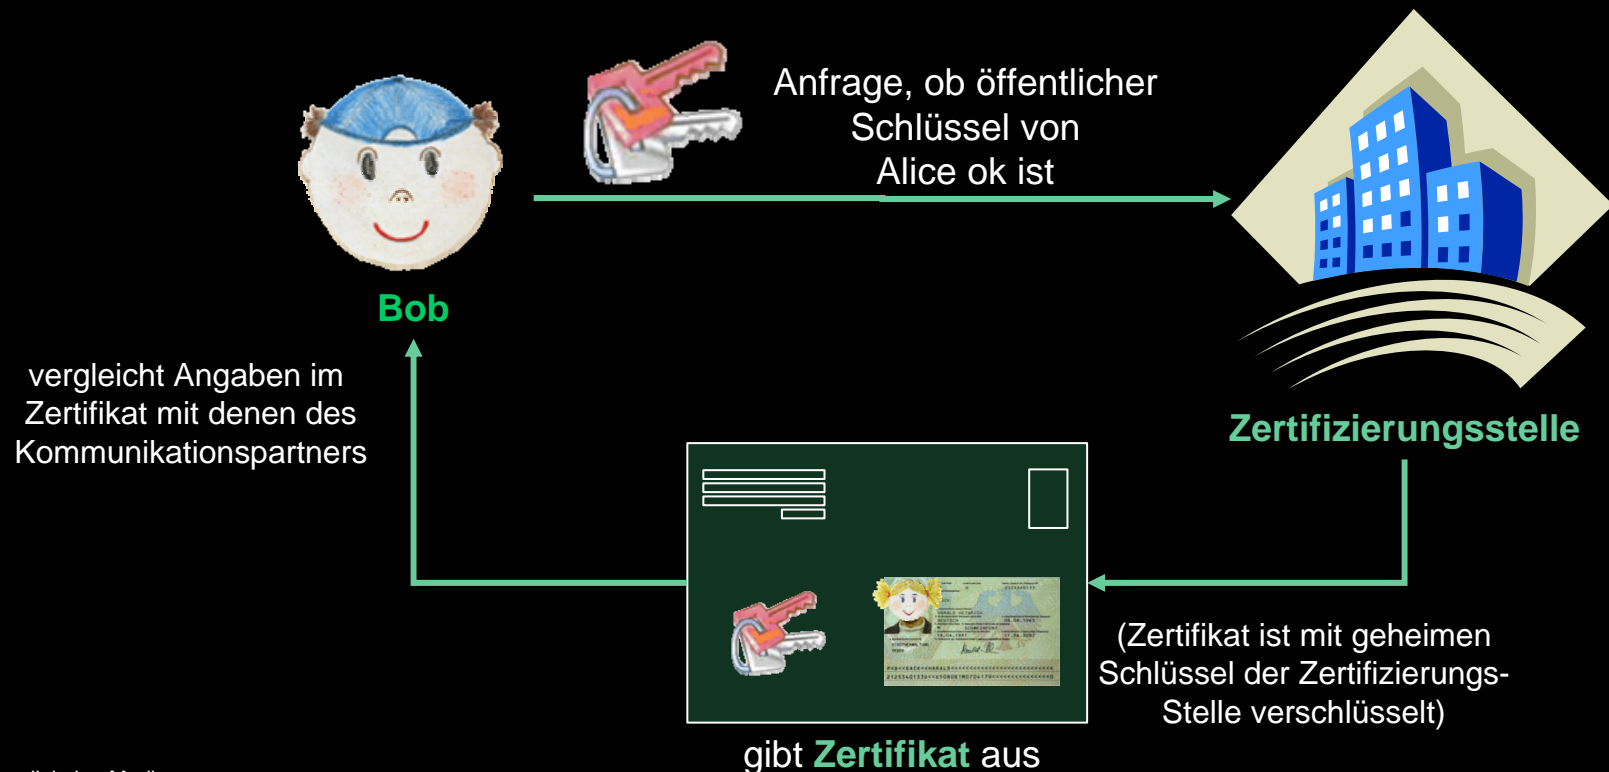 Anfrage, ob öffentlicher
Schlüssel von
Alice ok ist
Bob
vergleicht Angaben im
Zertifikat mit denen des
Kommunikationspartners
Zertifizierungsstelle
(Zertifikat ist mit geheimen
Schlüssel der Zertifizierungs-
Stelle verschlüsselt)
gibt Zertifikat aus